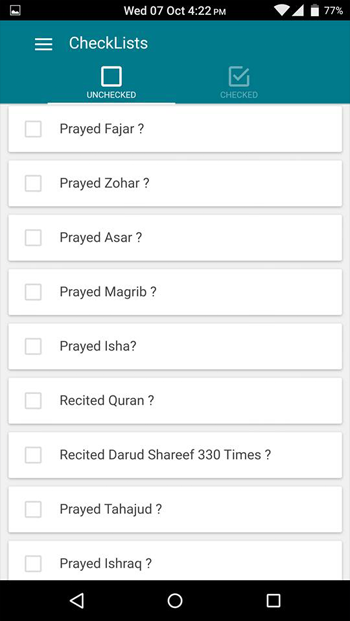 Wed 07 Oct 4:22 PM
77%
CheckLists
UNCHECKED
CHECKED
Prayed Fajar ?
Prayed Zohar ?
Prayed Asar ?
Prayed Magrib ?
Prayed Isha?
Recited Quran ?
Recited Darud Shareef 330 Times ?
Prayed Tahajud ?
Prayed Ishraq ?